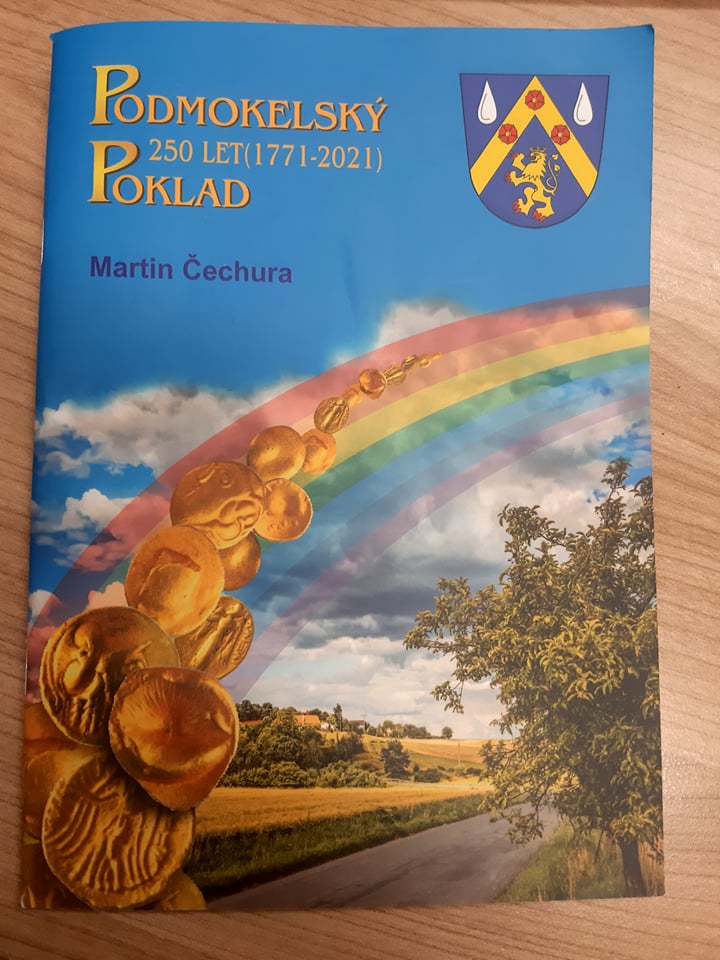 PODMOKELSKÝ
250 LET(1771-2021)
POKLAD
Martin Čechura